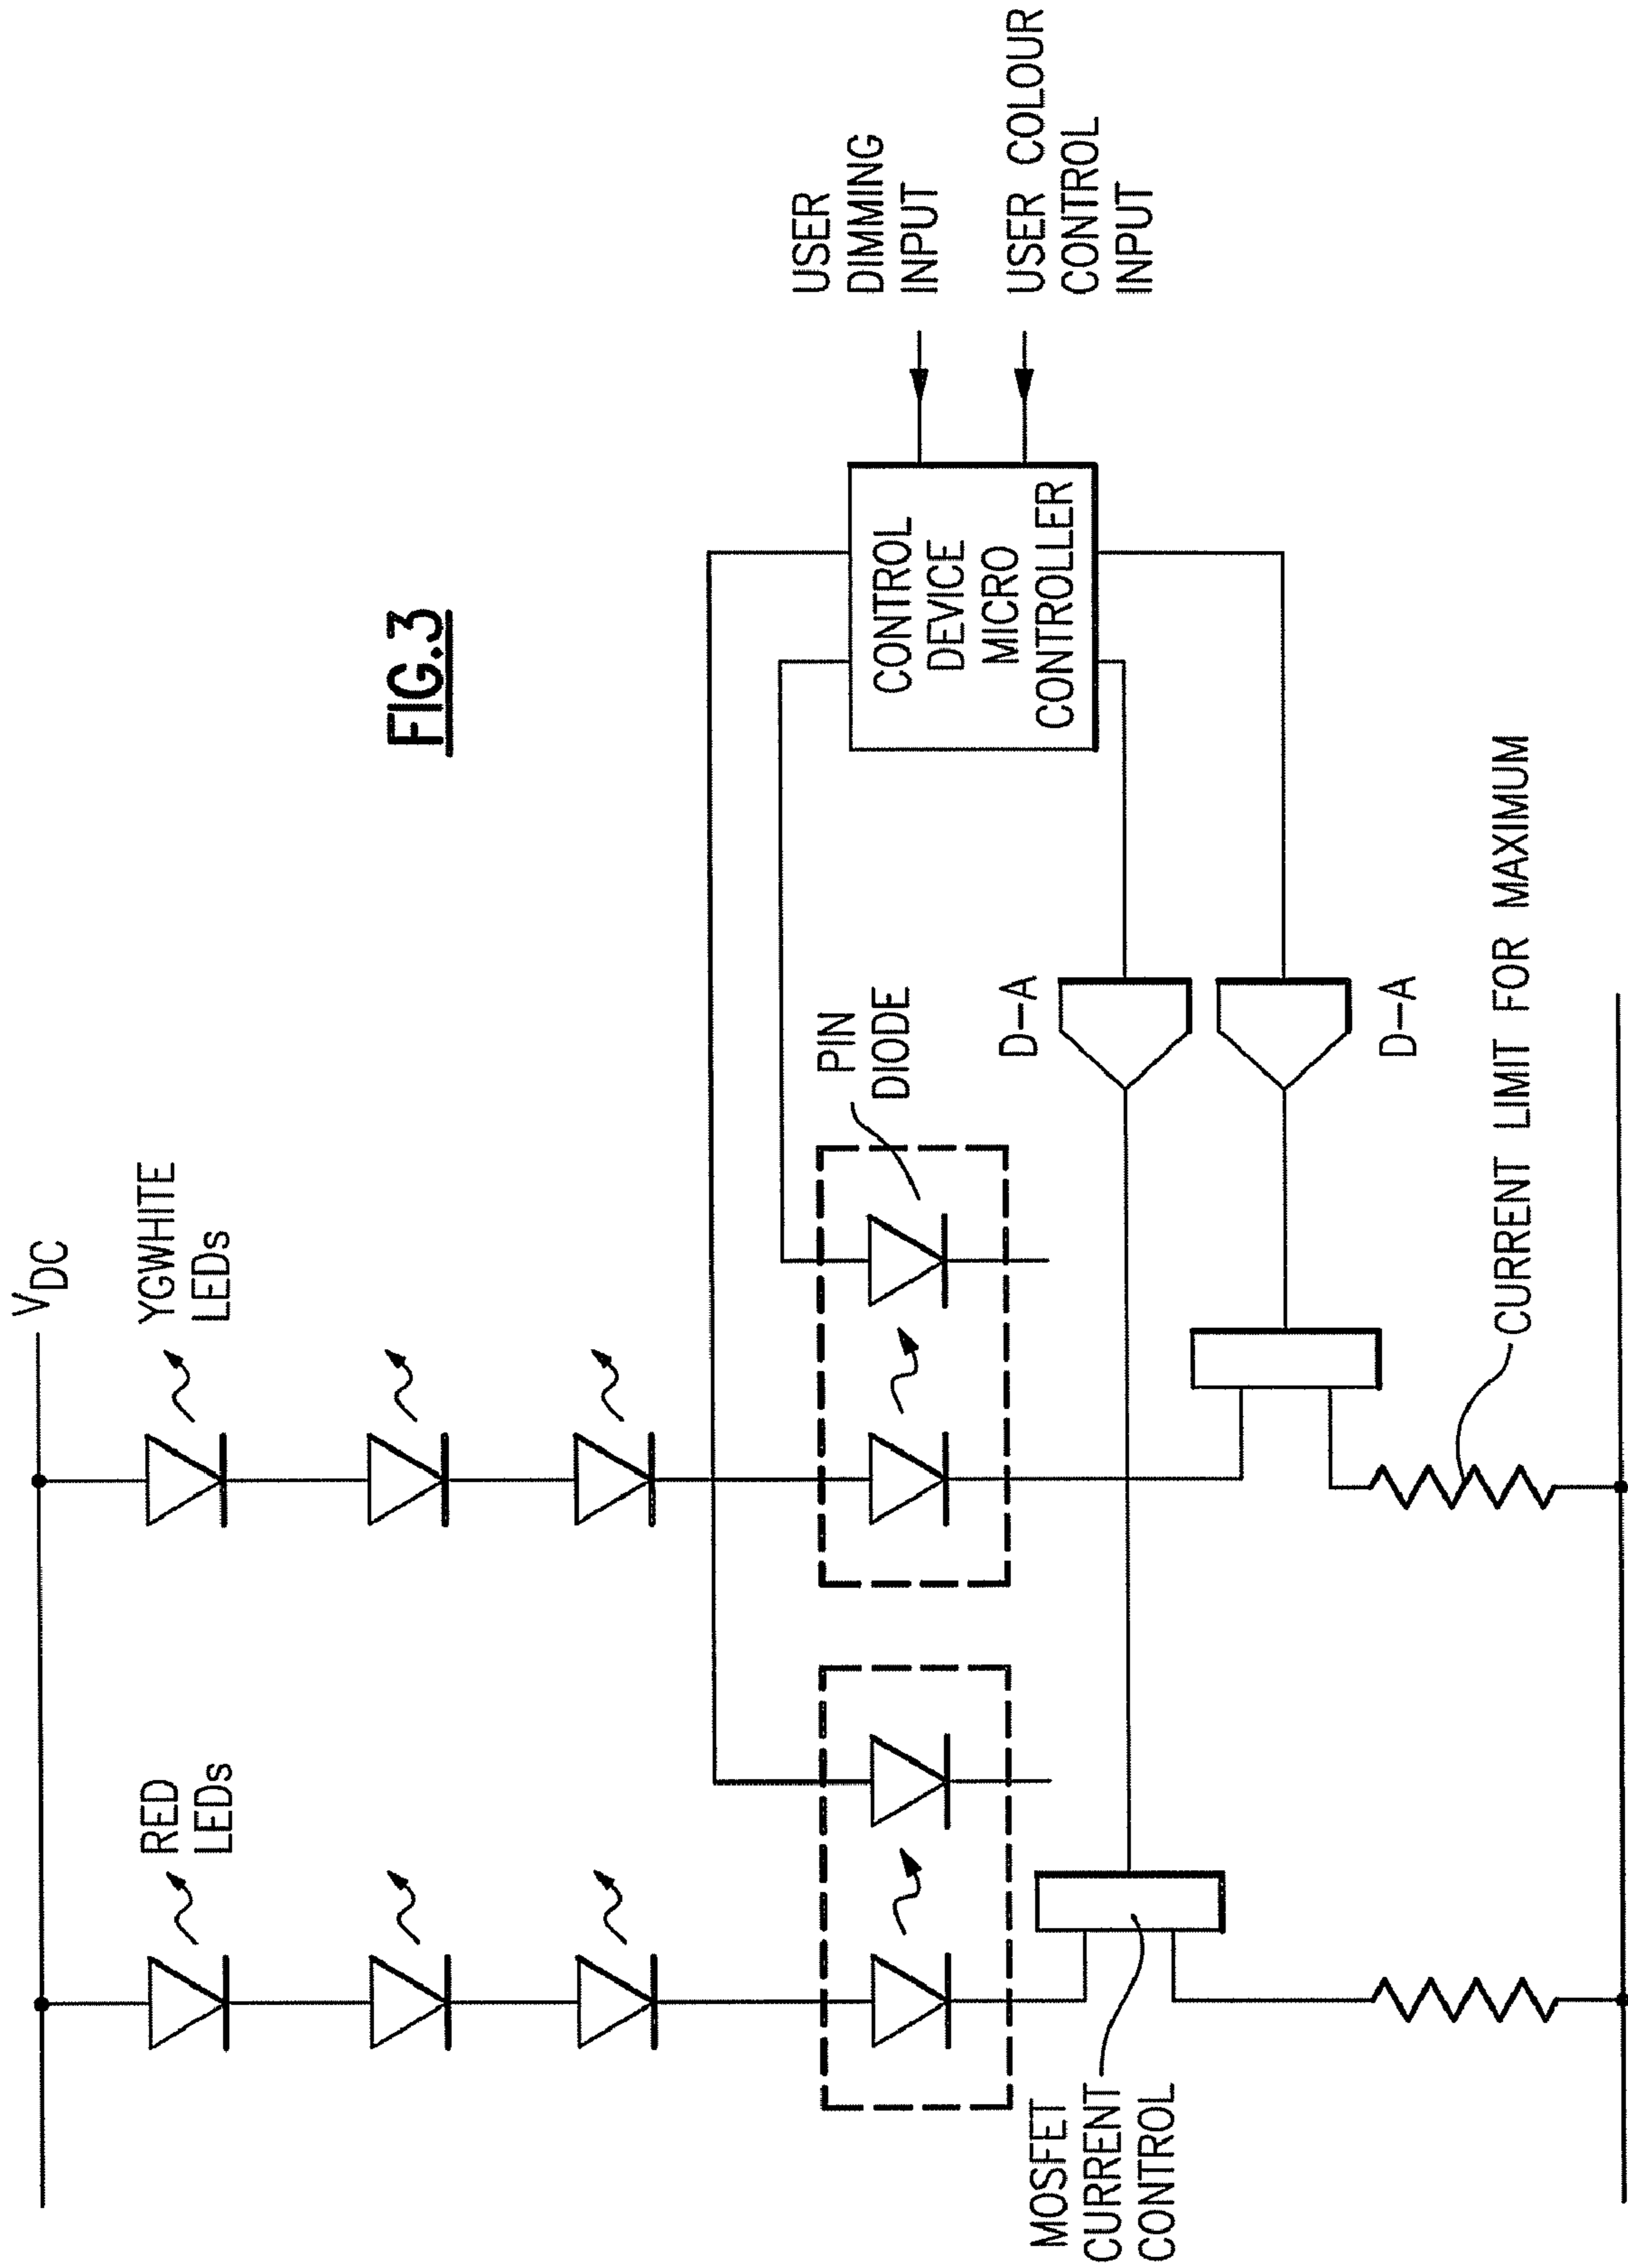 FIG.3
V DC
RED
LEDs
YGWHITE
LEDs
PIN
DIODE
USER
DIMMING
INPUT
USER COLOUR
CONTROL
INPUT
CONTROL
DEVICE
MICRO
CONTROLLER
D-A
D-A
MOSFET
CURRENT
CONTROL
CURRENT LIMIT FOR MAXIMUM